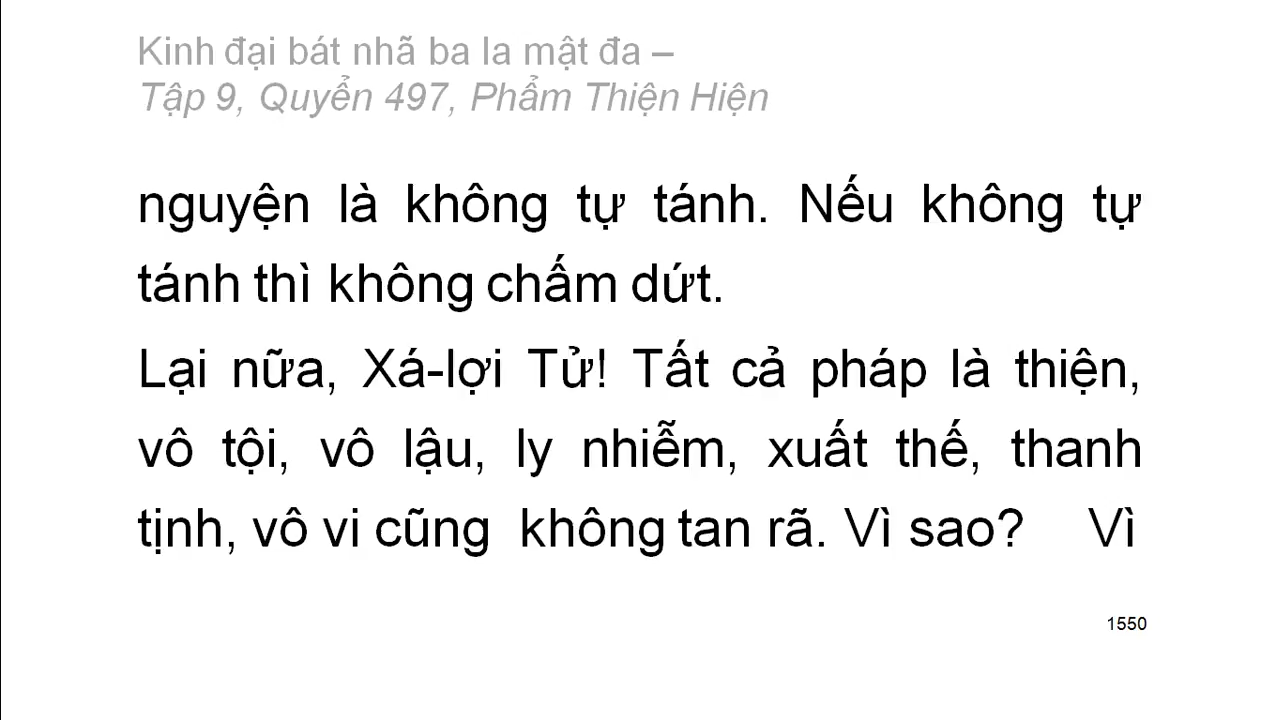 Kinh đại bát nhã ba la mật đa –
Tập 9, Quyển 497, Phẩm Thiện Hiện
nguyện là không tự tánh. Nếu không tự
tánh thì không chấm dứt.
Lại nữa, Xá-lợi Tử! Tất cả pháp là thiện,
vô tội, vô lậu, ly nhiễm, xuất thế, thanh
tịnh, vô vi cũng không tan rã. Vì sao? Vì
1550